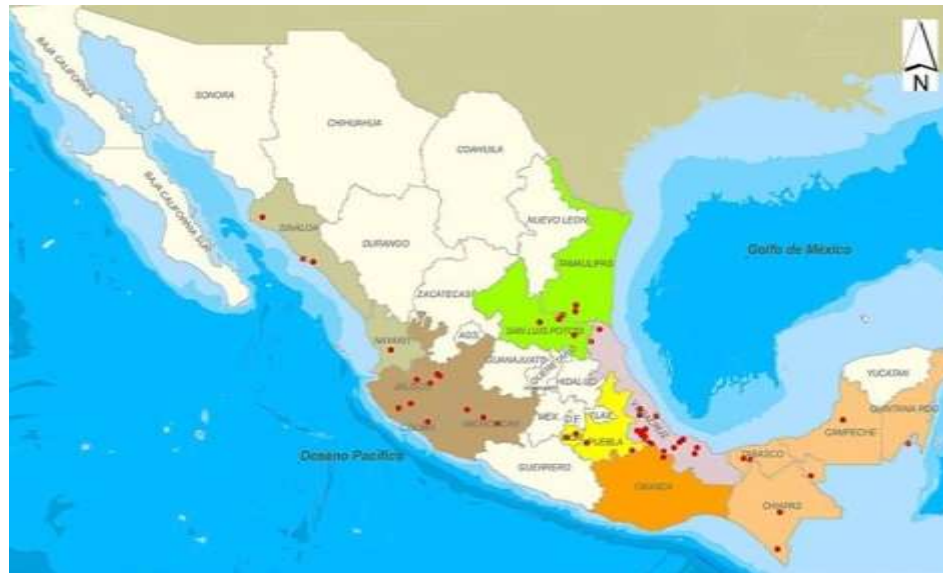 N
BAJA CALIFORNIA
SONORA
CHIHUAHUA
COAHUILA
BAJA CALIFORNIA SUR
SINALOA
NUEVO LEON
DURANGO
TAMAULIPAS
Golfo de México
ZACATECAS
SAN LUIS POTOSI
AGS.
NAYARIT
GUANAJUATO
HIDALGO
YUCATAN
QUINTANA ROO
CAMPECHE
MEX.
D.F.
TLAX.
PUEBLA
TABASCO
Oceano Pacifico
GUERRERO
OAXACA
CHIAPAS